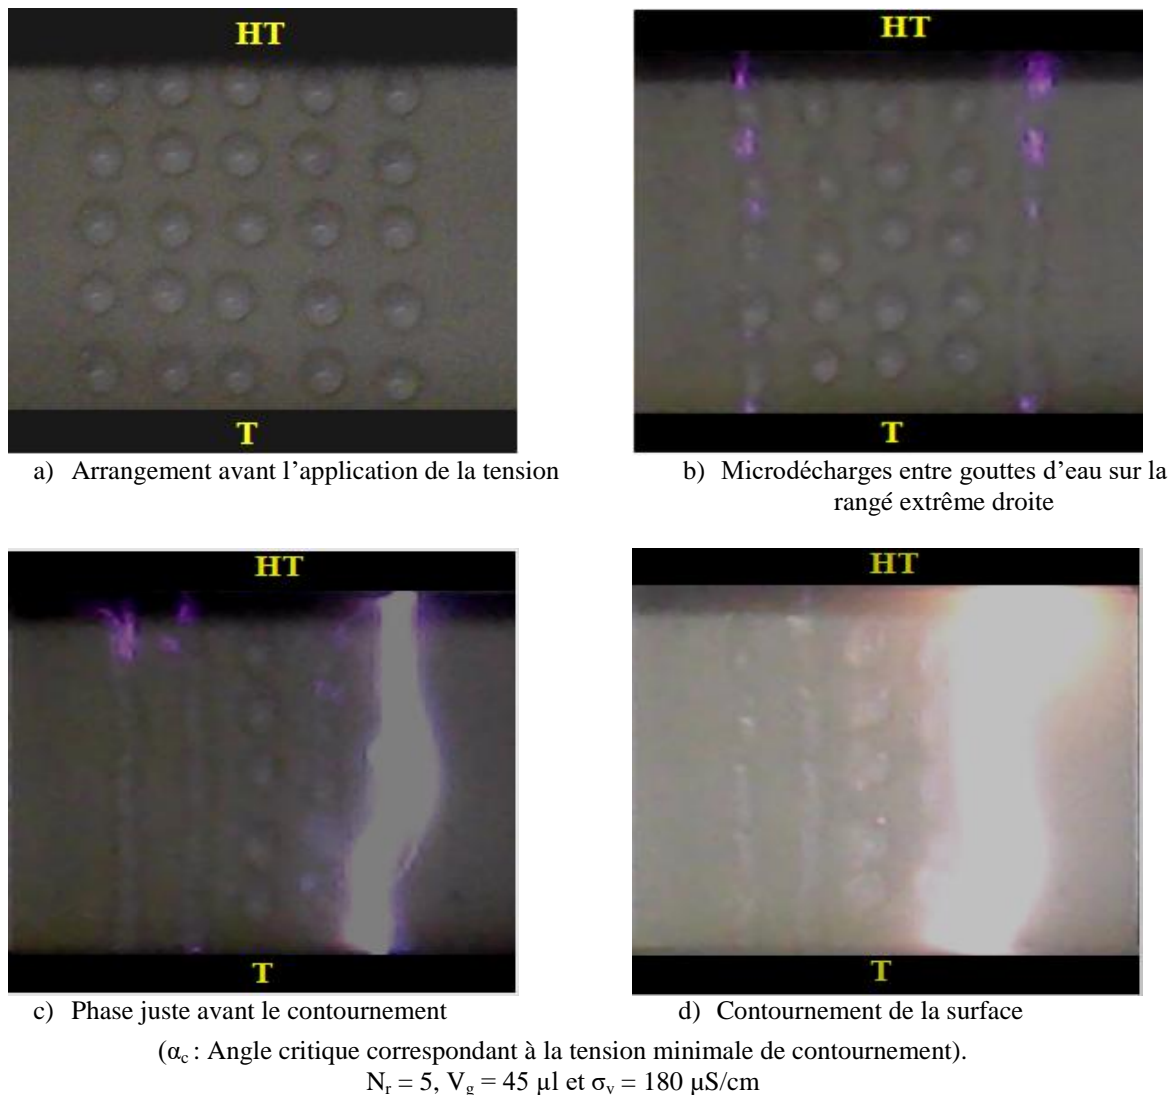 HT
HT
T
T
a) Arrangement avant l’application de la tension
b) Microdécharges entre gouttes d’eau sur la
rangé extrême droite
HT
HT
T
T
c) Phase juste avant le contournement
d) Contournement de la surface
(αc : Angle critique correspondant à la tension minimale de contournement).
Nr = 5, Vg = 45 µl et σv = 180 µS/cm